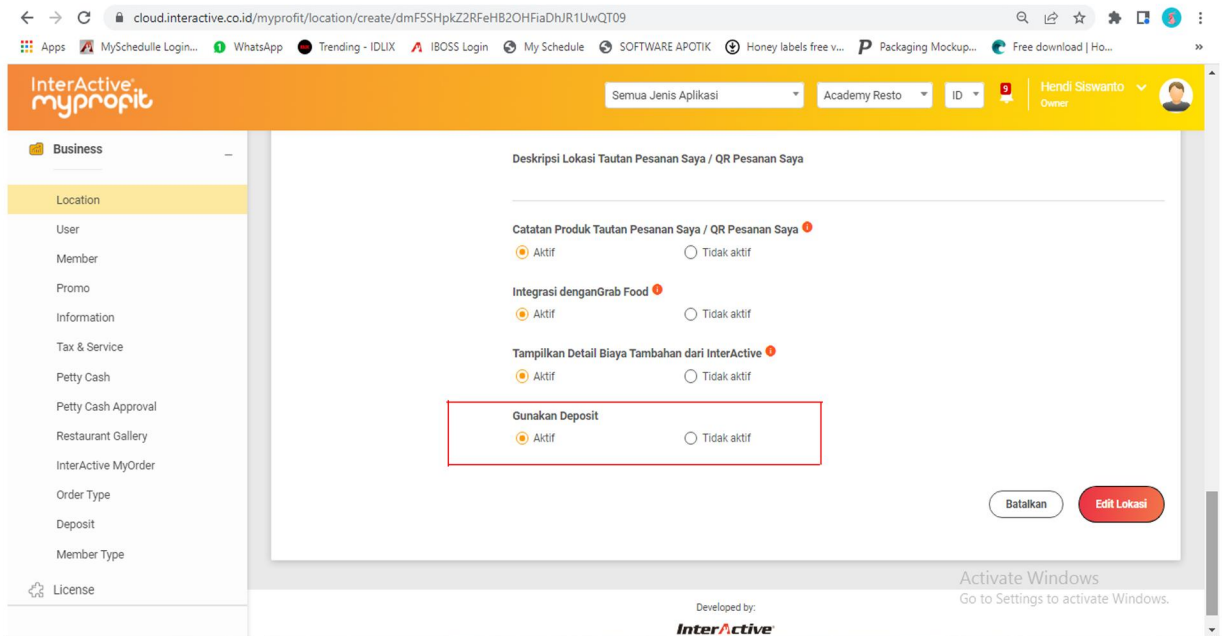 cloud.interactive.co.id/myprofit/location/create/dmF5SHpkZ2RFeHB2OHFiaDhJR1UwQT09
Apps MySchedulle Login... WhatsApp Trending - IDLIX IBOSS Login My Schedule SOFTWARE APOTIK Honey labels free v... Packaging Mockup... Free download | Ho... »
InterActive
myprofit
Semua Jenis Aplikasi
Academy Resto
ID
9
Hendi Siswanto
Owner
Business
Location
User
Member
Promo
Information
Tax & Service
Petty Cash
Petty Cash Approval
Restaurant Gallery
InterActive MyOrder
Order Type
Deposit
Member Type
License
Deskripsi Lokasi Tautan Pesanan Saya / QR Pesanan Saya
Catatan Produk Tautan Pesanan Saya / QR Pesanan Saya
Aktif Tidak aktif
Integrasi denganGrab Food
Aktif Tidak aktif
Tampilkan Detail Biaya Tambahan dari InterActive
Aktif Tidak aktif
Gunakan Deposit
Aktif Tidak aktif
Batalkan Edit Lokasi
Activate Windows
Go to Settings to activate Windows.
Developed by:
InterActive